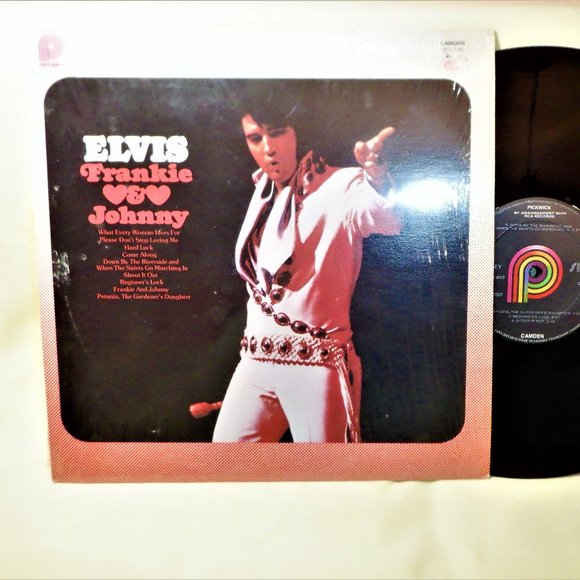 PICKWICK
CAMDEN
ELVIS
Frankie
&
Johnny
What Every Woman Lives For
Please Don't Stop Loving Me
Hard Luck
Come Along
Down By The Riverside and
When The Saints Go Marching In
Shout It Out
Beginner's Luck
Frankie And Johnny
Petunia, The Gardener's Daughter
PICKWICK
BY ARRANGEMENT WITH
RCA RECORDS
CAMDEN